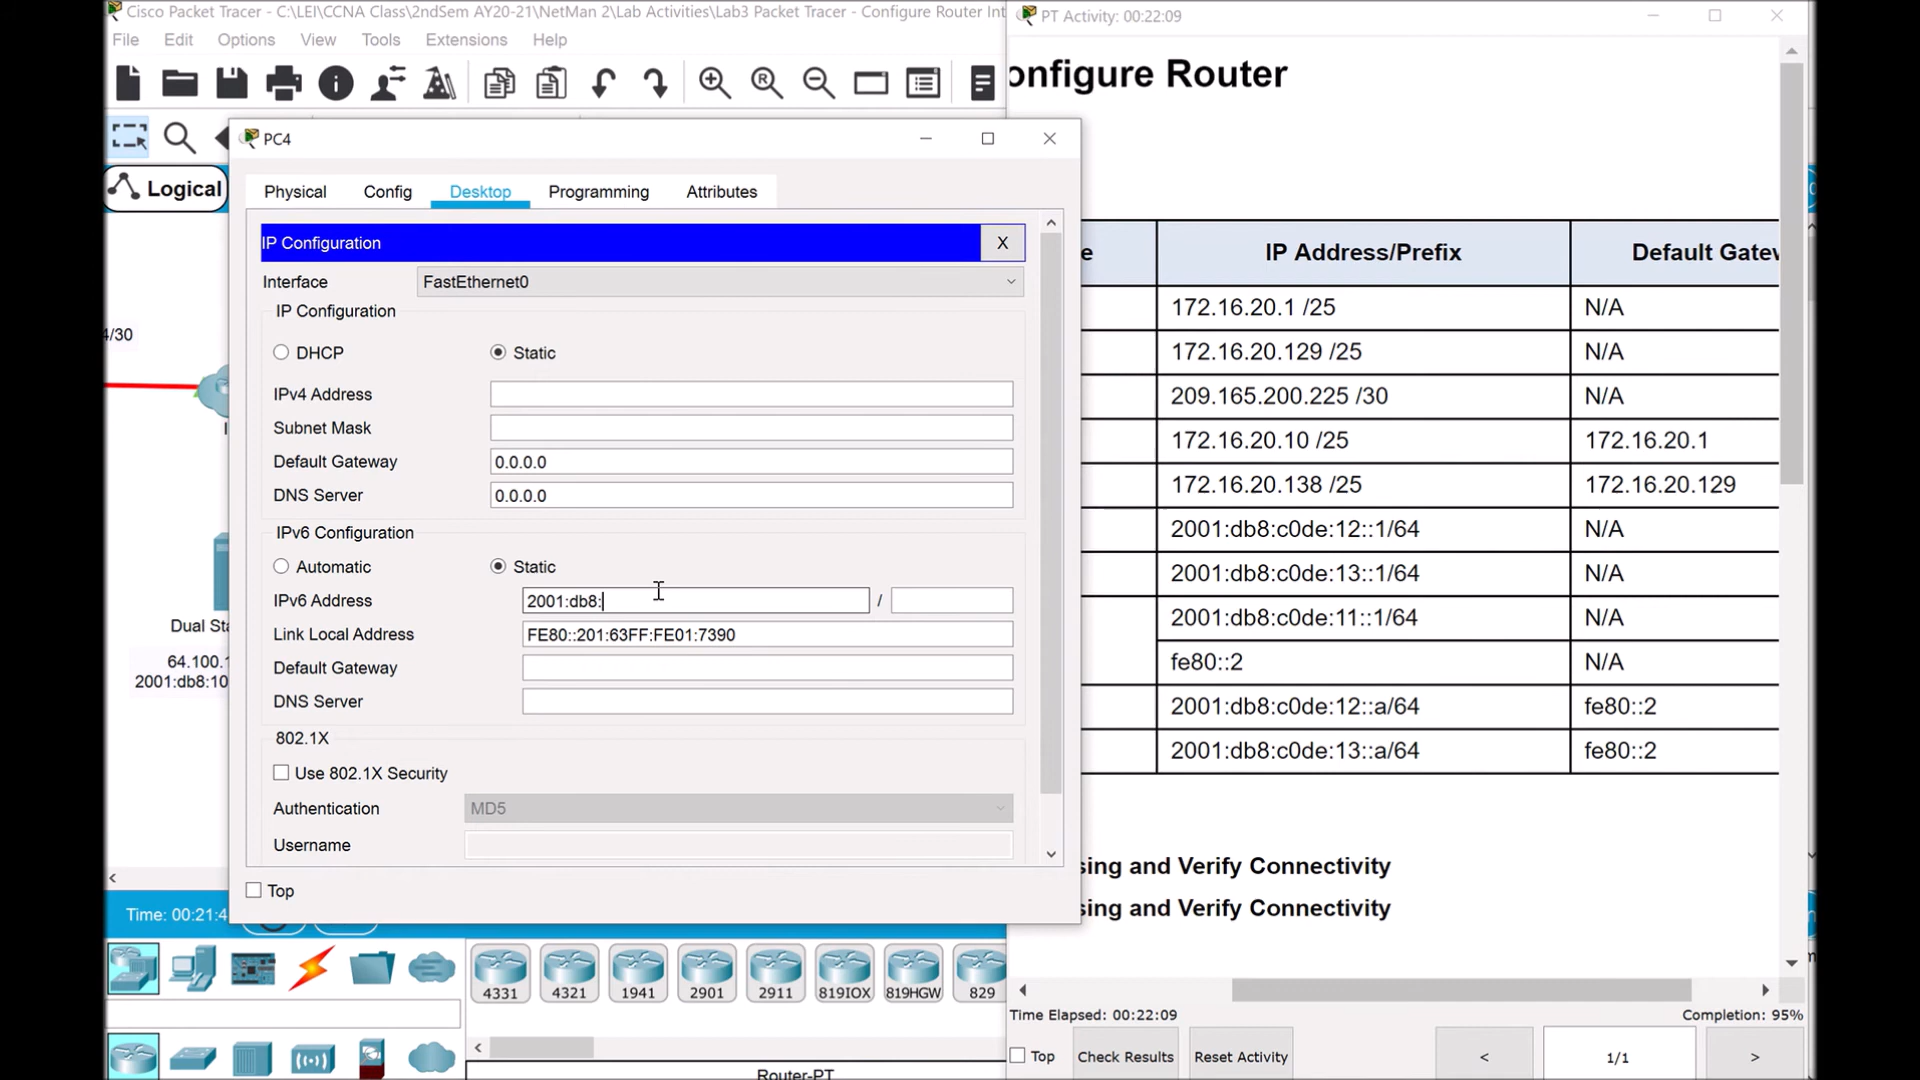 Cisco Packet Tracer - C:\LEI\CCNA Class\2ndSem AY20-21\NetMan 2\Lab Activities\Lab3 Packet Tracer - Configure Router Int
PT Activity: 00:22:09
File Edit Options View Tools Extensions Help
onfigure Router
PC4
Logical
Physical Config Desktop Programming Attributes
IP Configuration X
Interface FastEthernet0
IP Configuration
DHCP Static
IPv4 Address
Subnet Mask
Default Gateway 0.0.0.0
DNS Server 0.0.0.0
IPv6 Configuration
Automatic Static
IPv6 Address 2001:db8: /
Link Local Address FE80::201:63FF:FE01:7390
Default Gateway
DNS Server
802.1X
Use 802.1X Security
Authentication MD5
Username
Top
4/30
Dual Sta
64.100.1
2001:db8:10
e IP Address/Prefix Default Gatew
172.16.20.1 /25 N/A
172.16.20.129 /25 N/A
209.165.200.225 /30 N/A
172.16.20.10 /25 172.16.20.1
172.16.20.138 /25 172.16.20.129
2001:db8:c0de:12::1/64 N/A
2001:db8:c0de:13::1/64 N/A
2001:db8:c0de:11::1/64 N/A
fe80::2 N/A
2001:db8:c0de:12::a/64 fe80::2
2001:db8:c0de:13::a/64 fe80::2
sing and Verify Connectivity
sing and Verify Connectivity
Time: 00:21:4
4331 4321 1941 2901 2911 819IOX 819HGW 829
Router-PT
Time Elapsed: 00:22:09 Completion: 95%
Top Check Results Reset Activity < 1/1 >